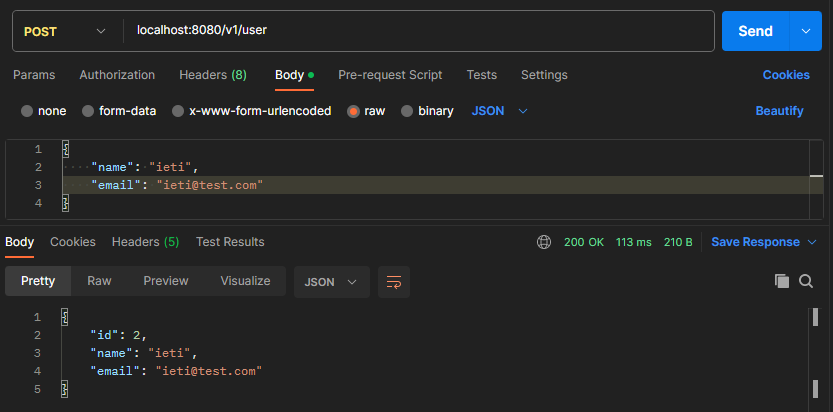 POST localhost:8080/v1/user Send
Params Authorization Headers (8) Body Pre-request Script Tests Settings Cookies
none form-data x-www-form-urlencoded raw binary JSON Beautify
1 {
2 "name": "ieti",
3 "email": "ieti@test.com"
4 }
Body Cookies Headers (5) Test Results 200 OK 113 ms 210 B Save Response
Pretty Raw Preview Visualize JSON
1 {
2 "id": 2,
3 "name": "ieti",
4 "email": "ieti@test.com"
5 }